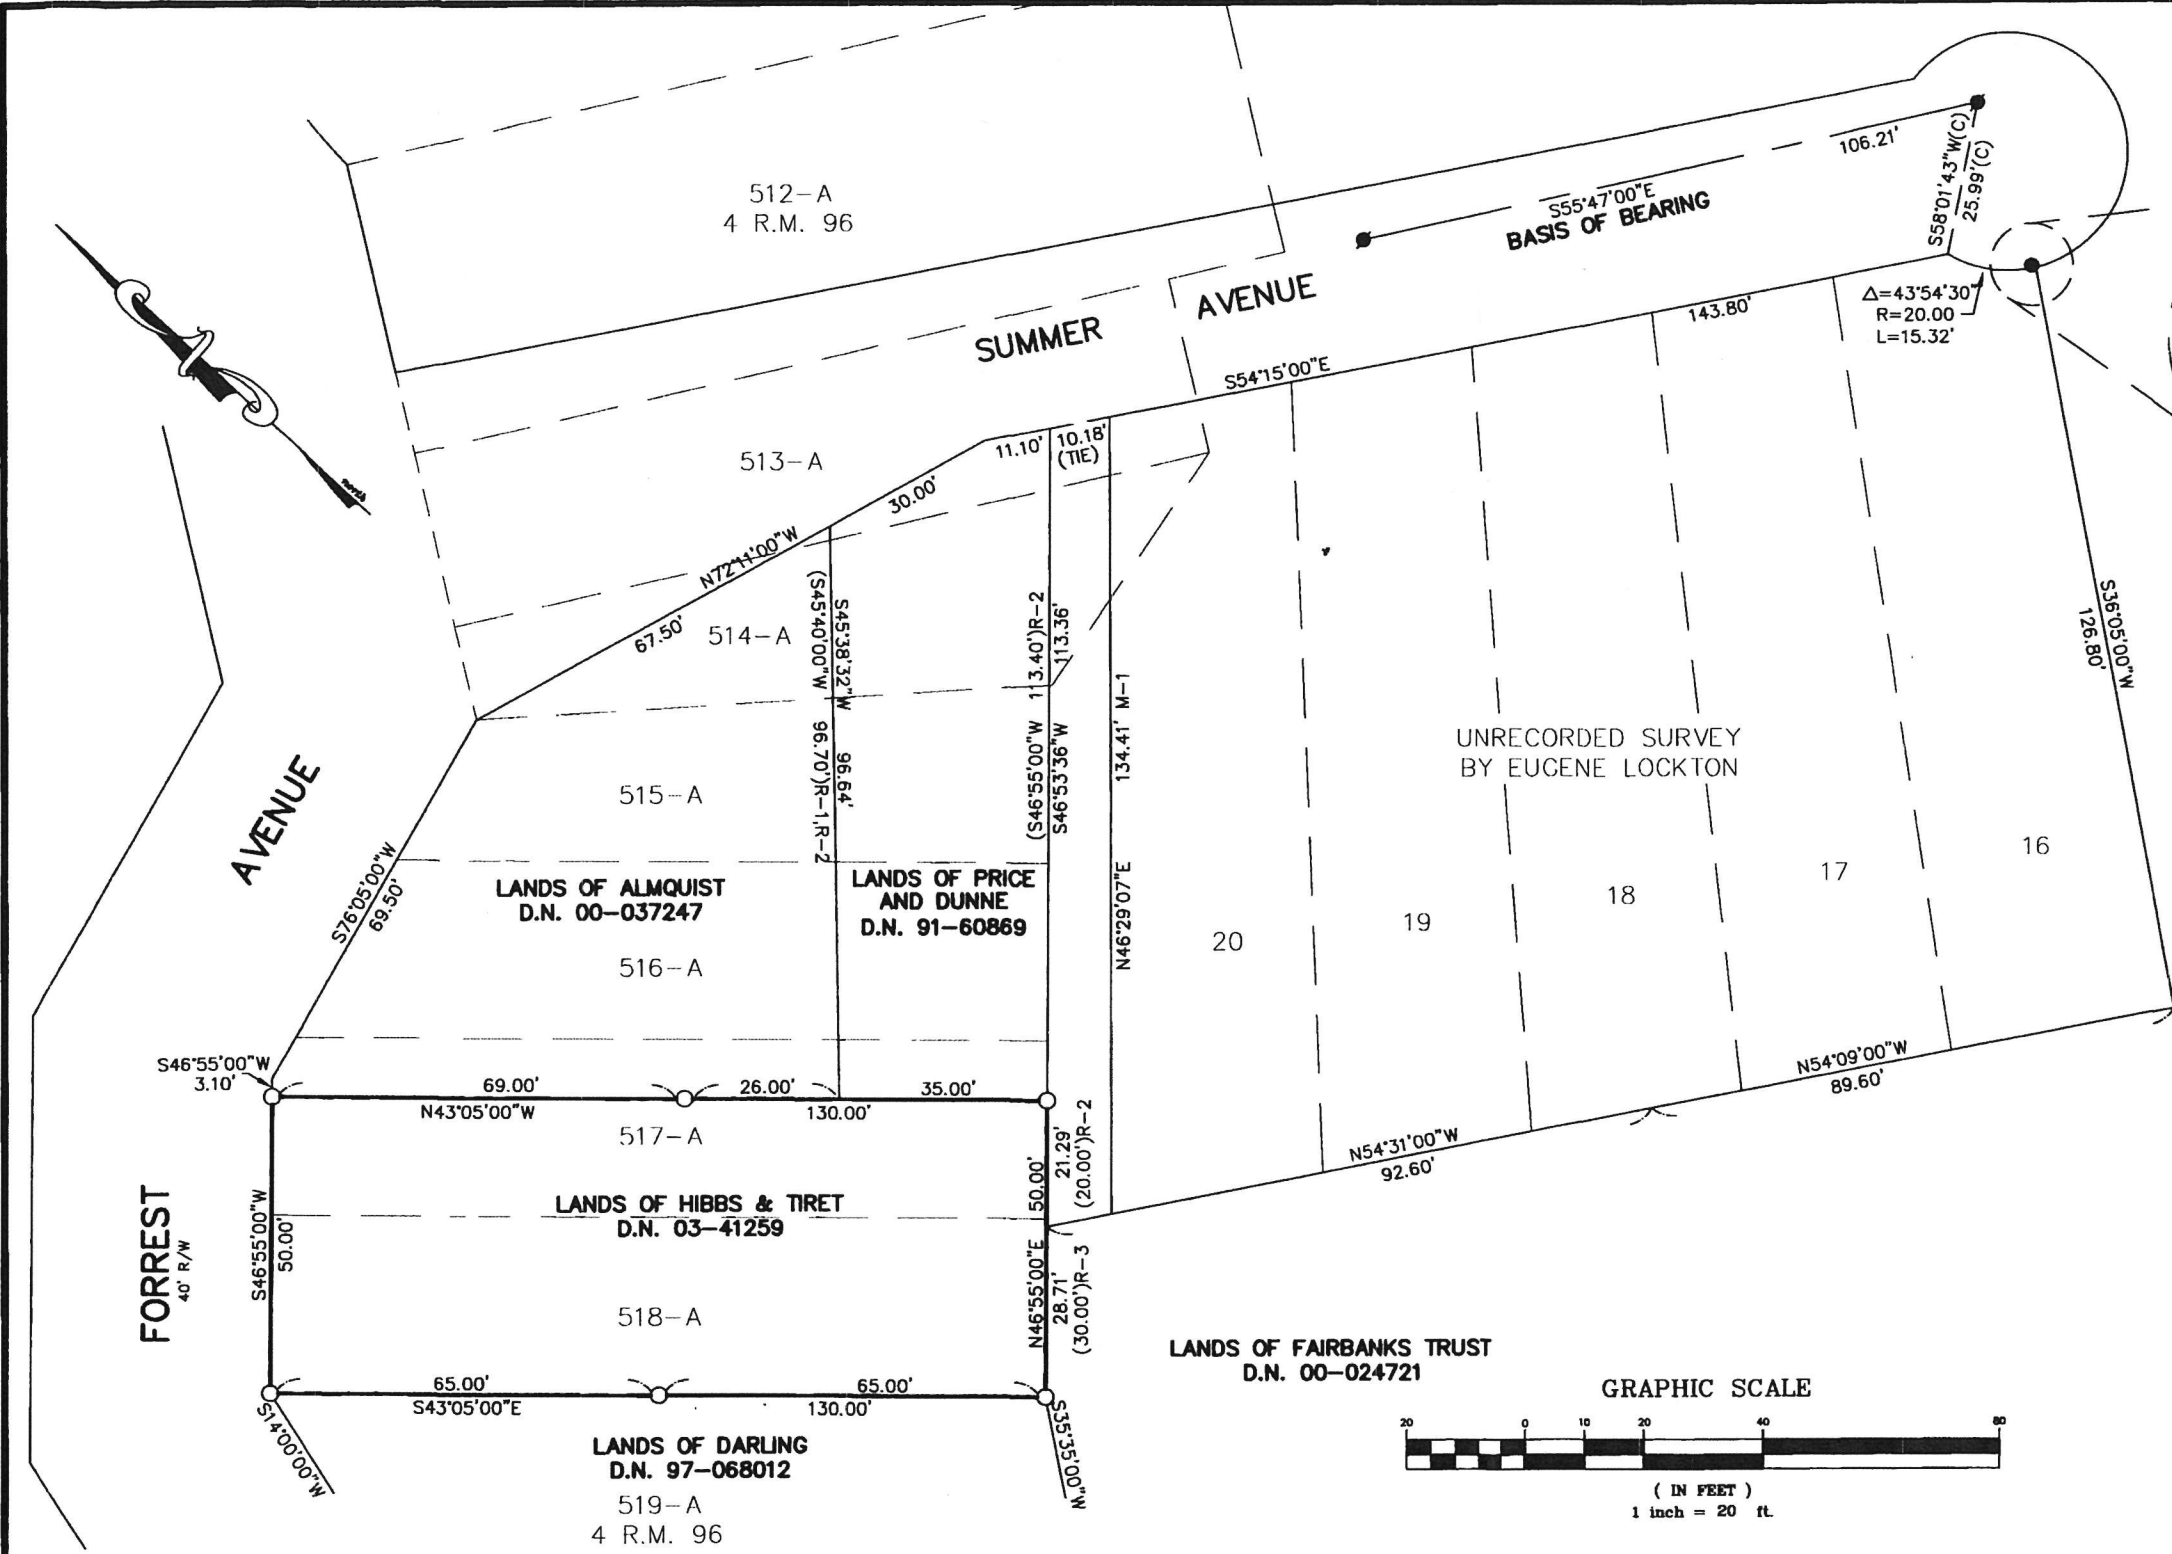 512-A
4 R.M. 96
106.21'
S58°01'43"W(C)
25.99'(C)
S55°47'00"E
BASIS OF BEARING
SUMMER AVENUE
Δ=43°54'30"
R=20.00
L=15.32'
143.80'
S54°15'00"E
north
513-A
11.10'
10.18'
(TIE)
30.00'
N72°11'00"W
67.50'
514-A
(S45°40'00"W 96.70')R-1,R-2
S45°38'32"W 96.64'
(S46°55'00"W 113.40')R-2
S46°53'36"W 113.36'
N46°29'07"E 134.41' M-1
S36°05'00"W
126.80'
UNRECORDED SURVEY
BY EUGENE LOCKTON
515-A
AVENUE
S76°05'00"W
69.50'
LANDS OF ALMQUIST
D.N. 00-037247
LANDS OF PRICE
AND DUNNE
D.N. 91-60869
516-A
20
19
18
17
16
S46°55'00"W
3.10'
69.00'
26.00'
35.00'
N43°05'00"W
130.00'
N54°09'00"W
89.60'
N54°31'00"W
92.60'
517-A
LANDS OF HIBBS & TIRET
D.N. 03-41259
FORREST
40' R/W
S46°55'00"W
50.00'
N46°55'00"E 50.00'
21.29'
(20.00')R-2
28.71'
(30.00')R-3
518-A
65.00'
65.00'
S43°05'00"E
130.00'
S14°00'00"W
S35°35'00"W
LANDS OF DARLING
D.N. 97-068012
519-A
4 R.M. 96
LANDS OF FAIRBANKS TRUST
D.N. 00-024721
GRAPHIC SCALE
20 0 10 20 40 80
( IN FEET )
1 inch = 20 ft.